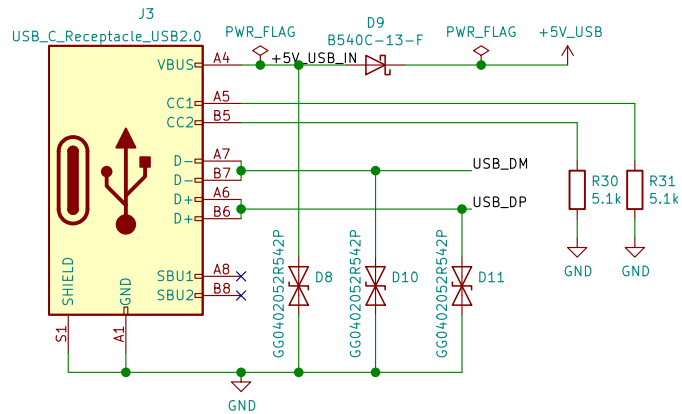 J3
USB_C_Receptacle_USB2.0
PWR_FLAG
D9
B540C-13-F
PWR_FLAG
+5V_USB
VBUS
A4
+5V_USB_IN
CC1
A5
CC2
B5
D-
A7
USB_DM
D-
B7
D+
A6
USB_DP
D+
B6
R30
5.1k
R31
5.1k
GND
GND
SBU1
A8
SBU2
B8
SHIELD
GND
S1
A1
GG0402052R542P
D8
GG0402052R542P
D10
GG0402052R542P
D11
GND